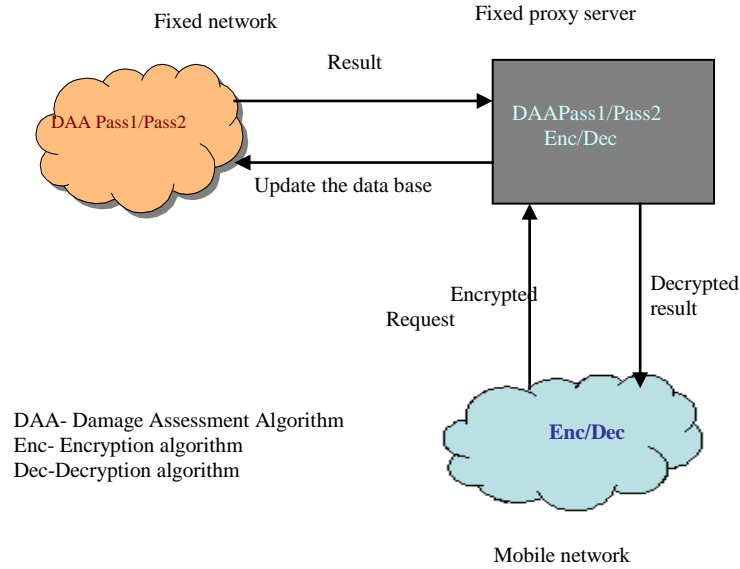 Fixed network
Fixed proxy server
Result
DAA Pass1/Pass2
DAAPass1/Pass2
Enc/Dec
Update the data base
Encrypted
Request
Decrypted
result
DAA- Damage Assessment Algorithm
Enc- Encryption algorithm
Dec-Decryption algorithm
Enc/Dec
Mobile network